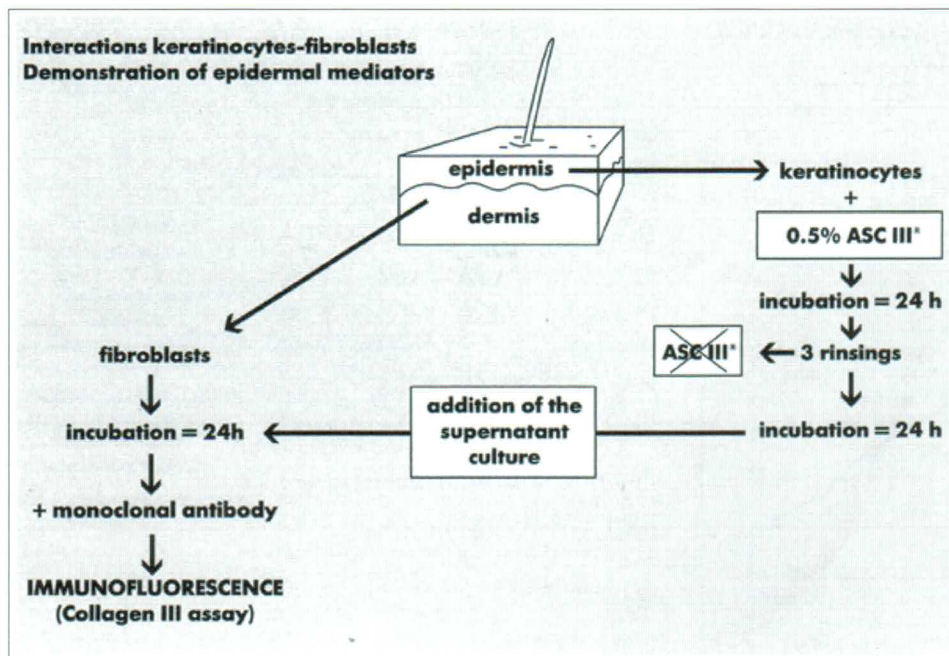 Interactions keratinocytes-fibroblasts
Demonstration of epidermal mediators
epidermis
dermis
keratinocytes
+
0.5% ASC III*
incubation = 24 h
ASC III*
3 rinsings
incubation = 24 h
addition of the
supernatant
culture
fibroblasts
incubation = 24h
+ monoclonal antibody
IMMUNOFLUORESCENCE
(Collagen III assay)